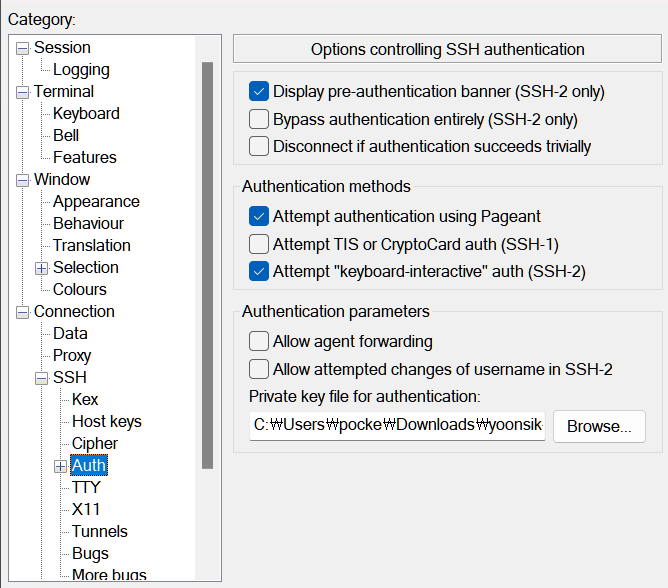 Category:
Session
Logging
Terminal
Keyboard
Bell
Features
Window
Appearance
Behaviour
Translation
Selection
Colours
Connection
Data
Proxy
SSH
Kex
Host keys
Cipher
Auth
TTY
X11
Tunnels
Bugs
More bugs
Options controlling SSH authentication
Display pre-authentication banner (SSH-2 only)
Bypass authentication entirely (SSH-2 only)
Disconnect if authentication succeeds trivially
Authentication methods
Attempt authentication using Pageant
Attempt TIS or CryptoCard auth (SSH-1)
Attempt "keyboard-interactive" auth (SSH-2)
Authentication parameters
Allow agent forwarding
Allow attempted changes of username in SSH-2
Private key file for authentication:
C:₩Users₩pocke₩Downloads₩yoonsik Browse...